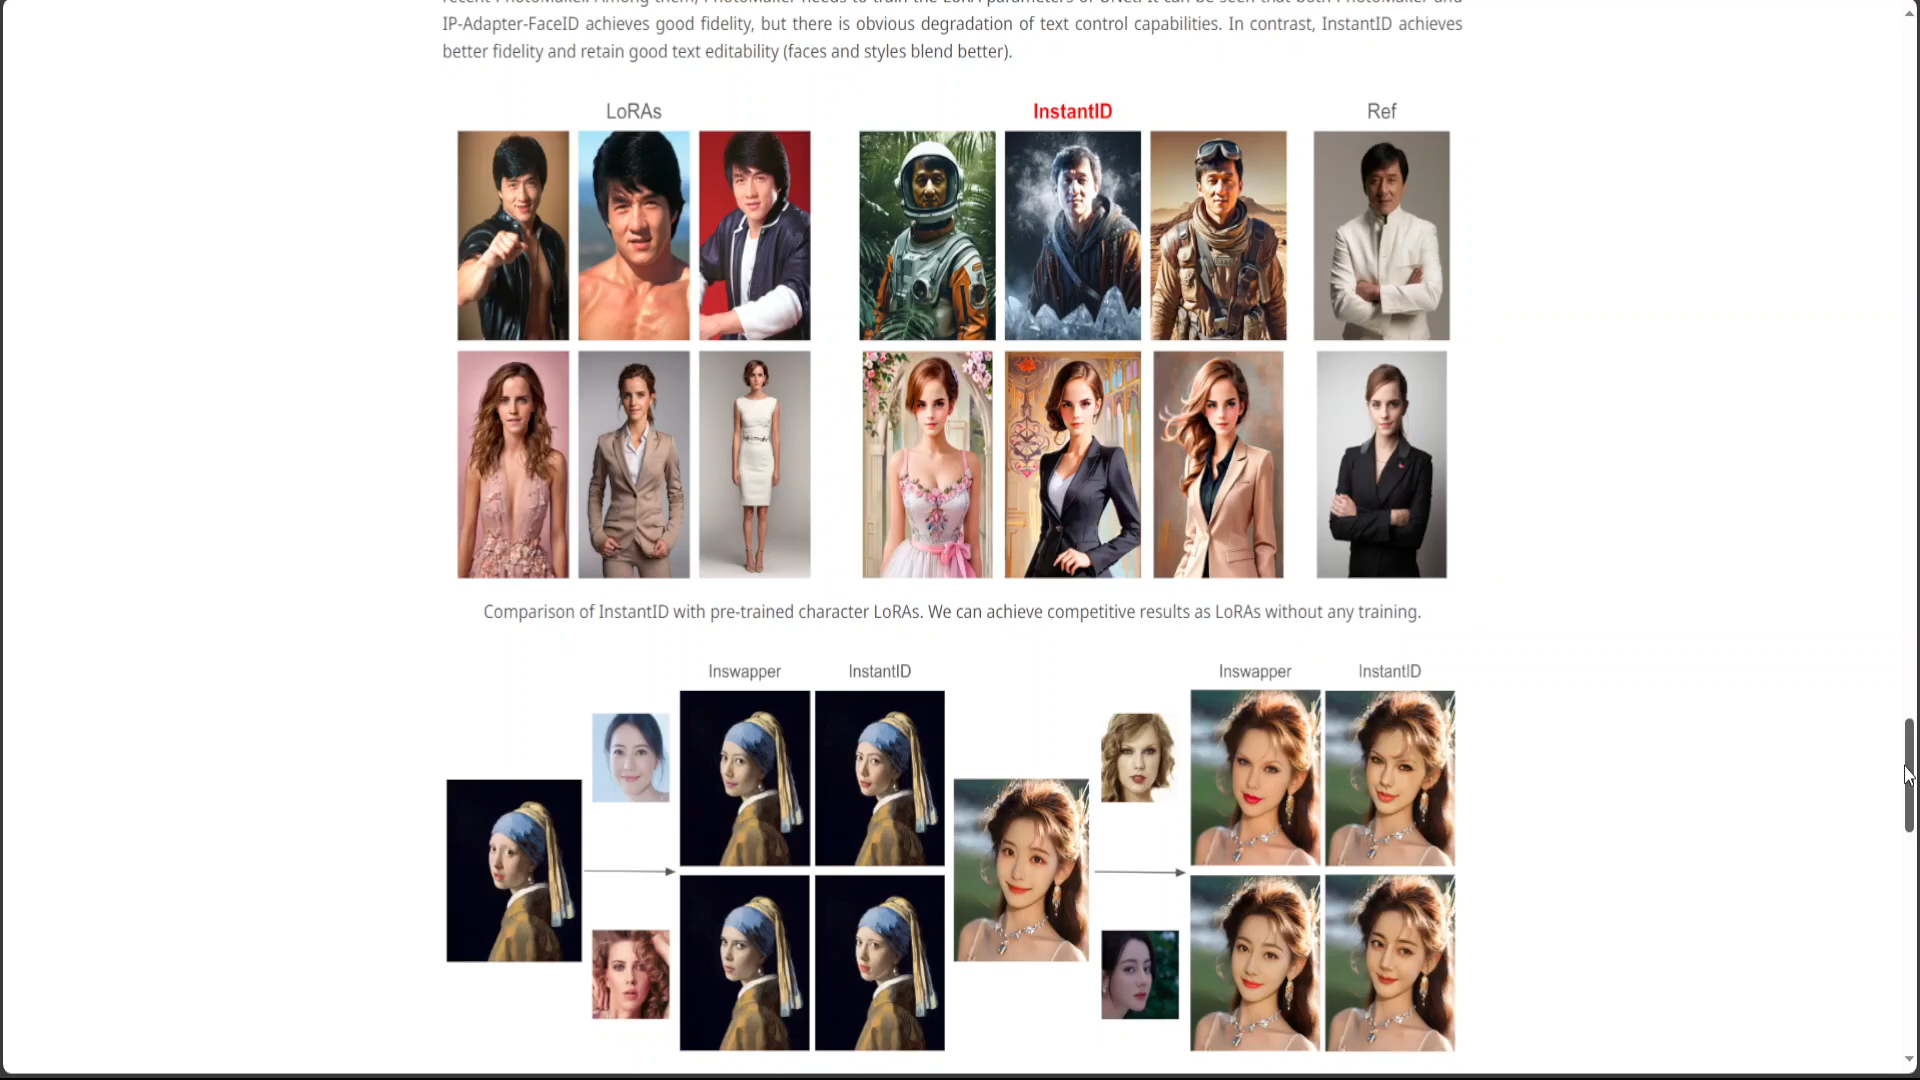 IP-Adapter-FaceID achieves good fidelity, but there is obvious degradation of text control capabilities. In contrast, InstantID achieves
better fidelity and retain good text editability (faces and styles blend better).
LoRAs
InstantID
Ref
Comparison of InstantID with pre-trained character LoRAs. We can achieve competitive results as LoRAs without any training.
Inswapper
InstantID
Inswapper
InstantID